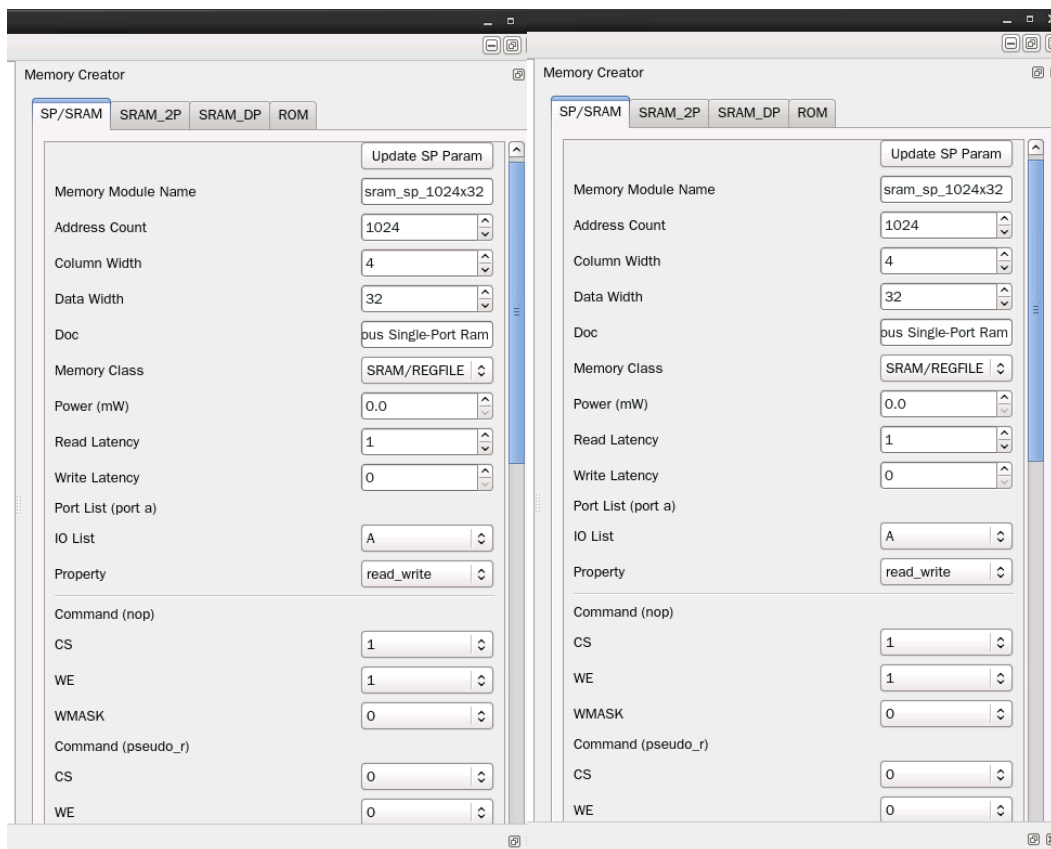 Memory Creator
SP/SRAM SRAM_2P SRAM_DP ROM
Update SP Param
Memory Module Name sram_sp_1024x32
Address Count 1024
Column Width 4
Data Width 32
Doc ous Single-Port Ram
Memory Class SRAM/REGFILE
Power (mW) 0.0
Read Latency 1
Write Latency 0
Port List (port a)
IO List A
Property read_write
Command (nop)
CS 1
WE 1
WMASK 0
Command (pseudo_r)
CS 0
WE 0
Memory Creator
SP/SRAM SRAM_2P SRAM_DP ROM
Update SP Param
Memory Module Name sram_sp_1024x32
Address Count 1024
Column Width 4
Data Width 32
Doc ous Single-Port Ram
Memory Class SRAM/REGFILE
Power (mW) 0.0
Read Latency 1
Write Latency 0
Port List (port a)
IO List A
Property read_write
Command (nop)
CS 1
WE 1
WMASK 0
Command (pseudo_r)
CS 0
WE 0